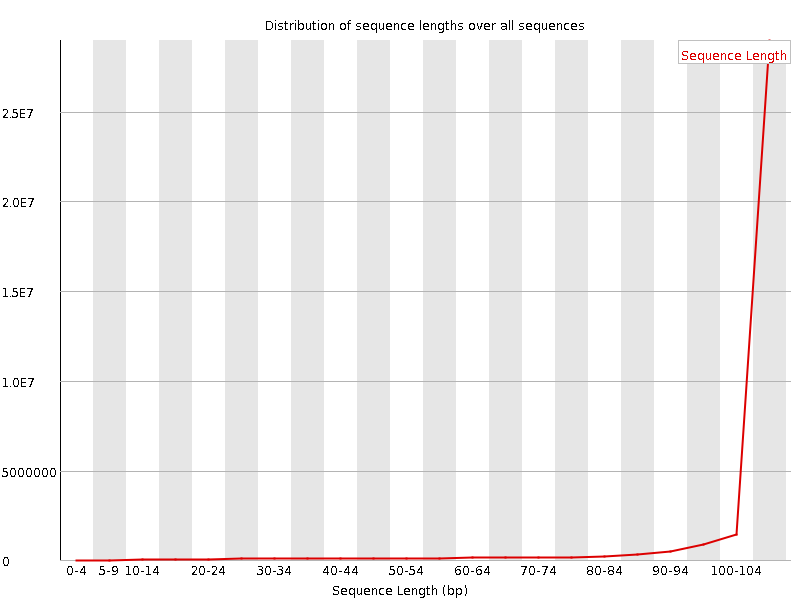 Distribution of sequence lengths over all sequences
Sequence Length
2.5E7
2.0E7
1.5E7
1.0E7
5000000
0
0-4 5-9 10-14 20-24 30-34 40-44 50-54 60-64 70-74 80-84 90-94 100-104
Sequence Length (bp)